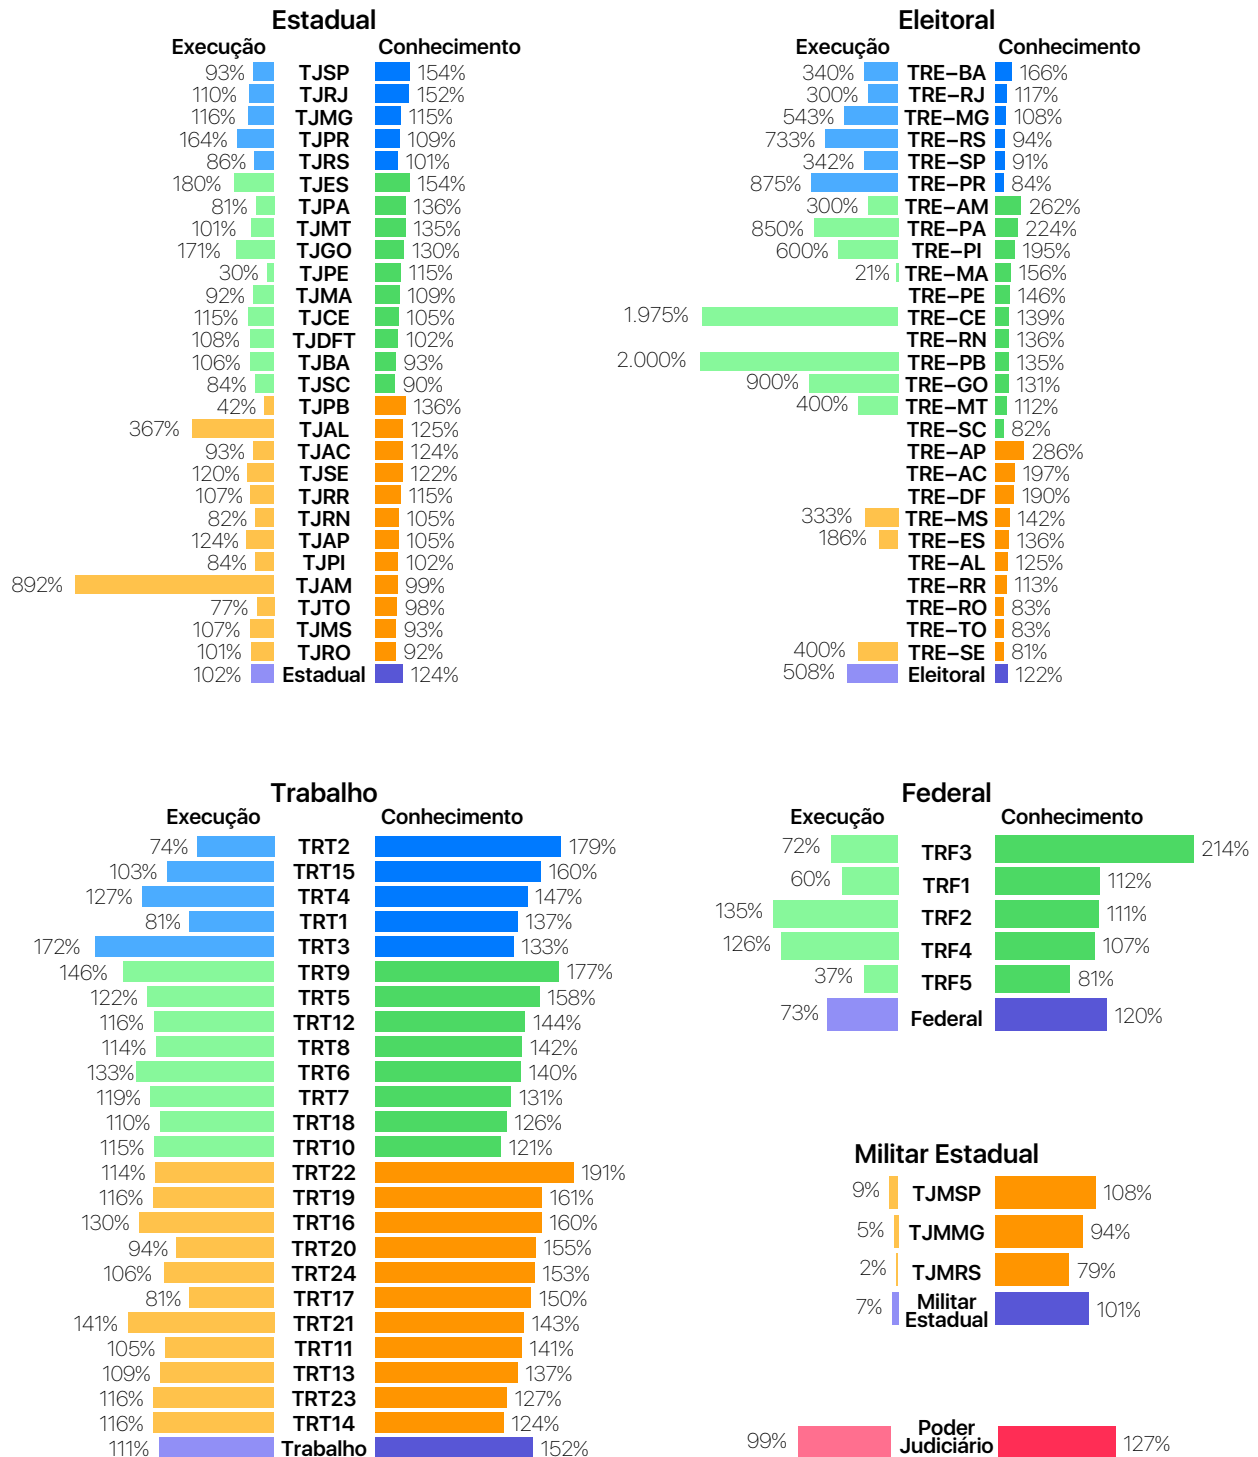 Estadual
Execução Conhecimento
93% TJSP 154%
110% TJRJ 152%
116% TJMG 115%
164% TJPR 109%
86% TJRS 101%
180% TJES 154%
81% TJPA 136%
101% TJMT 135%
171% TJGO 130%
30% TJPE 115%
92% TJMA 109%
115% TJCE 105%
108% TJDFT 102%
106% TJBA 93%
84% TJSC 90%
42% TJPB 136%
367% TJAL 125%
93% TJAC 124%
120% TJSE 122%
107% TJRR 115%
82% TJRN 105%
124% TJAP 105%
84% TJPI 102%
892% TJAM 99%
77% TJTO 98%
107% TJMS 93%
101% TJRO 92%
102% Estadual 124%
Eleitoral
Execução Conhecimento
340% TRE–BA 166%
300% TRE–RJ 117%
543% TRE–MG 108%
733% TRE–RS 94%
342% TRE–SP 91%
875% TRE–PR 84%
300% TRE–AM 262%
850% TRE–PA 224%
600% TRE–PI 195%
21% TRE–MA 156%
TRE–PE 146%
1.975% TRE–CE 139%
TRE–RN 136%
2.000% TRE–PB 135%
900% TRE–GO 131%
400% TRE–MT 112%
TRE–SC 82%
TRE–AP 286%
TRE–AC 197%
TRE–DF 190%
333% TRE–MS 142%
186% TRE–ES 136%
TRE–AL 125%
TRE–RR 113%
TRE–RO 83%
TRE–TO 83%
400% TRE–SE 81%
508% Eleitoral 122%
Trabalho
Execução Conhecimento
74% TRT2 179%
103% TRT15 160%
127% TRT4 147%
81% TRT1 137%
172% TRT3 133%
146% TRT9 177%
122% TRT5 158%
116% TRT12 144%
114% TRT8 142%
133% TRT6 140%
119% TRT7 131%
110% TRT18 126%
115% TRT10 121%
114% TRT22 191%
116% TRT19 161%
130% TRT16 160%
94% TRT20 155%
106% TRT24 153%
81% TRT17 150%
141% TRT21 143%
105% TRT11 141%
109% TRT13 137%
116% TRT23 127%
116% TRT14 124%
111% Trabalho 152%
Federal
Execução Conhecimento
72% TRF3 214%
60% TRF1 112%
135% TRF2 111%
126% TRF4 107%
37% TRF5 81%
73% Federal 120%
Militar Estadual
9% TJMSP 108%
5% TJMMG 94%
2% TJMRS 79%
7% Militar 101%
Estadual
99% Poder 127%
Judiciário